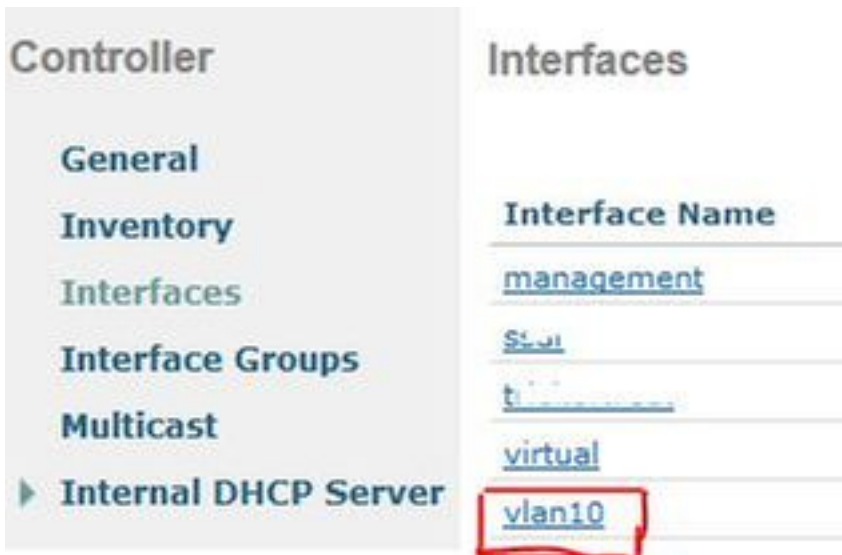 Controller
General
Inventory
Interfaces
Interface Groups
Multicast
Internal DHCP Server
Interfaces
Interface Name
management
virtual
vlan10